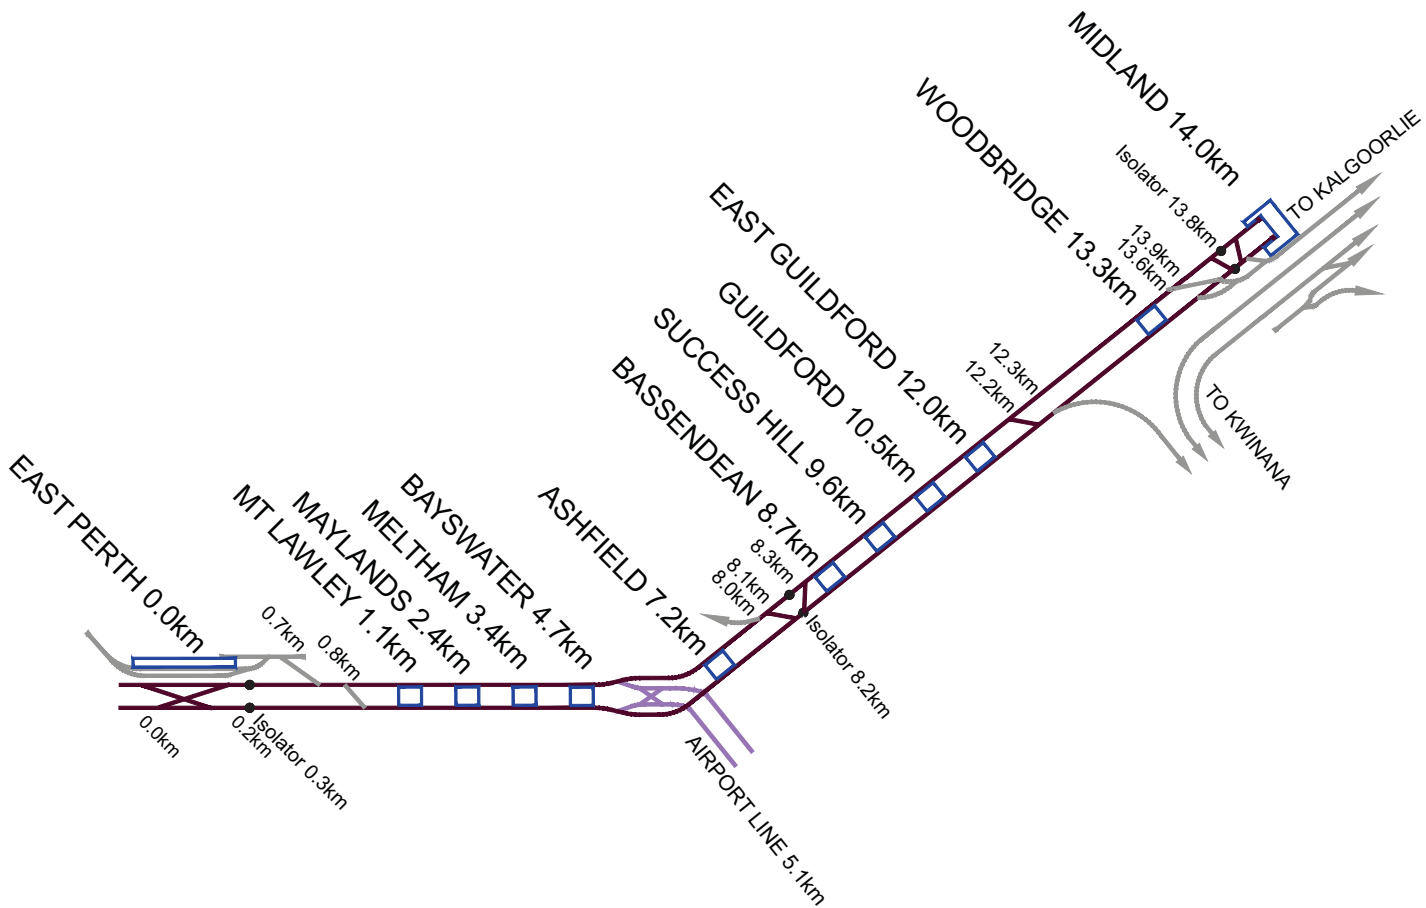 EAST PERTH 0.0km
0.0km
0.2km
Isolator 0.3km
0.7km
0.8km
MT LAWLEY 1.1km
MAYLANDS 2.4km
MELTHAM 3.4km
BAYSWATER 4.7km
AIRPORT LINE 5.1km
ASHFIELD 7.2km
8.0km
8.1km
Isolator 8.2km
8.3km
BASSENDEAN 8.7km
SUCCESS HILL 9.6km
GUILDFORD 10.5km
EAST GUILDFORD 12.0km
12.2km
12.3km
WOODBRIDGE 13.3km
13.6km
13.9km
Isolator 13.8km
MIDLAND 14.0km
TO KALGOORLIE
TO KWINANA